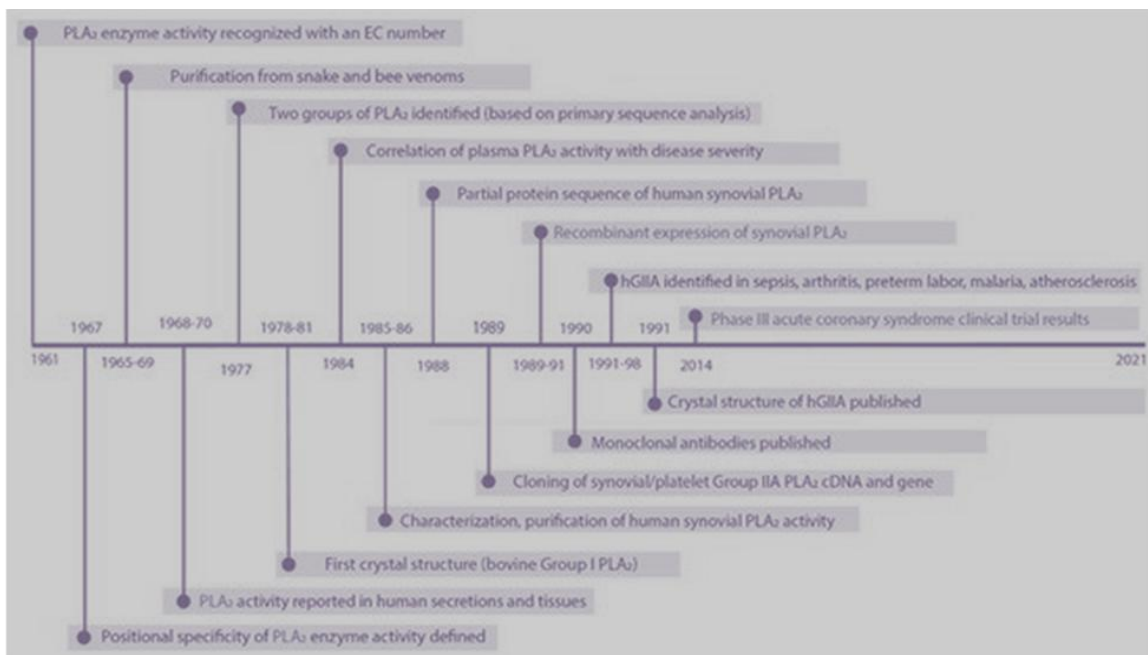 PLA₂ enzyme activity recognized with an EC number
Purification from snake and bee venoms
Two groups of PLA₂ identified (based on primary sequence analysis)
Correlation of plasma PLA₂ activity with disease severity
Partial protein sequence of human synovial PLA₂
Recombinant expression of synovial PLA₂
hGIIA identified in sepsis, arthritis, preterm labor, malaria, atherosclerosis
Phase III acute coronary syndrome clinical trial results
1967 1968-70 1978-81 1985-86 1989 1990 1991
1961 1965-69 1977 1984 1988 1989-91 1991-98 2014 2021
Crystal structure of hGIIA published
Monoclonal antibodies published
Cloning of synovial/platelet Group IIA PLA₂ cDNA and gene
Characterization, purification of human synovial PLA₂ activity
First crystal structure (bovine Group I PLA₂)
PLA₂ activity reported in human secretions and tissues
Positional specificity of PLA₂ enzyme activity defined